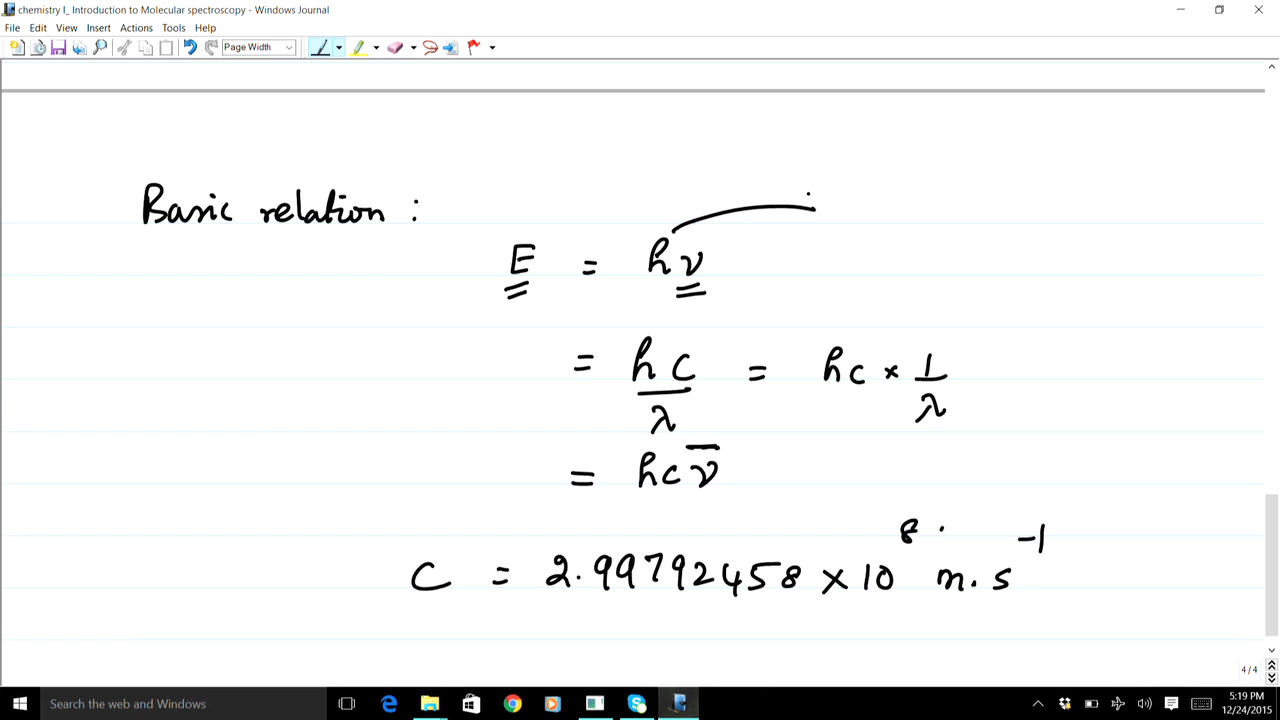 chemistry I_ Introduction to Molecular spectroscopy - Windows Journal
File Edit View Insert Actions Tools Help
Page Width
Basic relation :
E = hν
= hc/λ = hc × 1/λ
= hcν̅
C = 2.99792458 × 10⁸ m.s⁻¹
4 / 4
Search the web and Windows
5:19 PM
12/24/2015